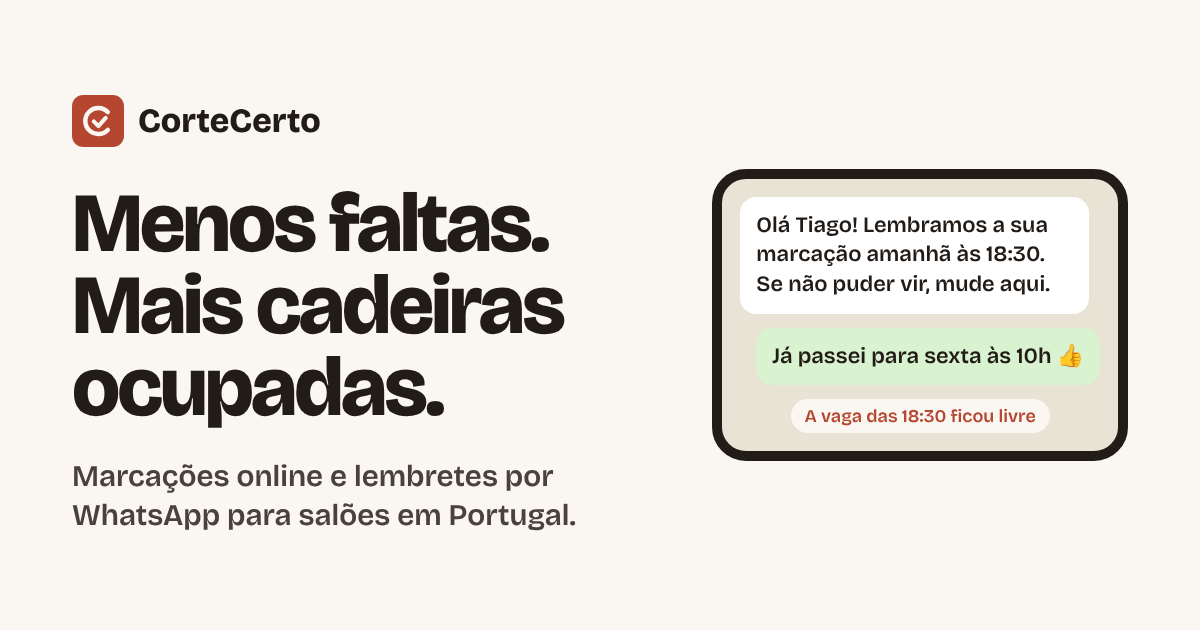 CorteCerto
Menos faltas.
Mais cadeiras
ocupadas.
Marcações online e lembretes por
WhatsApp para salões em Portugal.
Olá Tiago! Lembramos a sua
marcação amanhã às 18:30.
Se não puder vir, mude aqui.
Já passei para sexta às 10h 👍
A vaga das 18:30 ficou livre